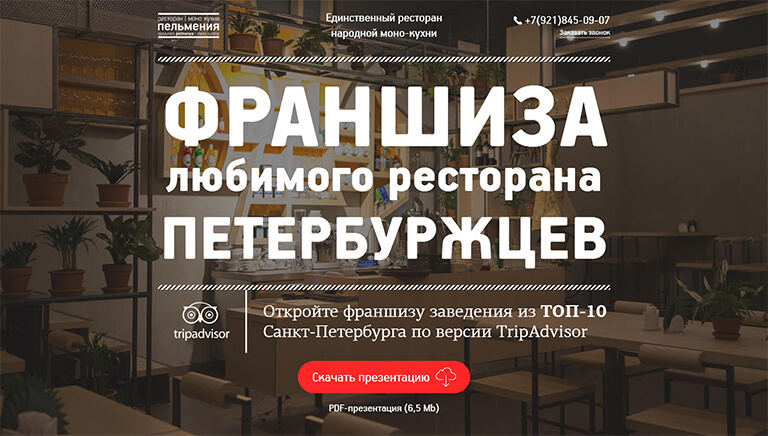 ресторан | моно кухни
пельмения
Единственный ресторан
народной моно-кухни
+7(921)845-09-07
Заказать звонок
ФРАНШИЗА
любимого ресторана
ПЕТЕРБУРЖЦЕВ
tripadvisor
Откройте франшизу заведения из ТОП-10
Санкт-Петербурга по версии TripAdvisor
Скачать презентацию
PDF-презентация (6,5 Mb)